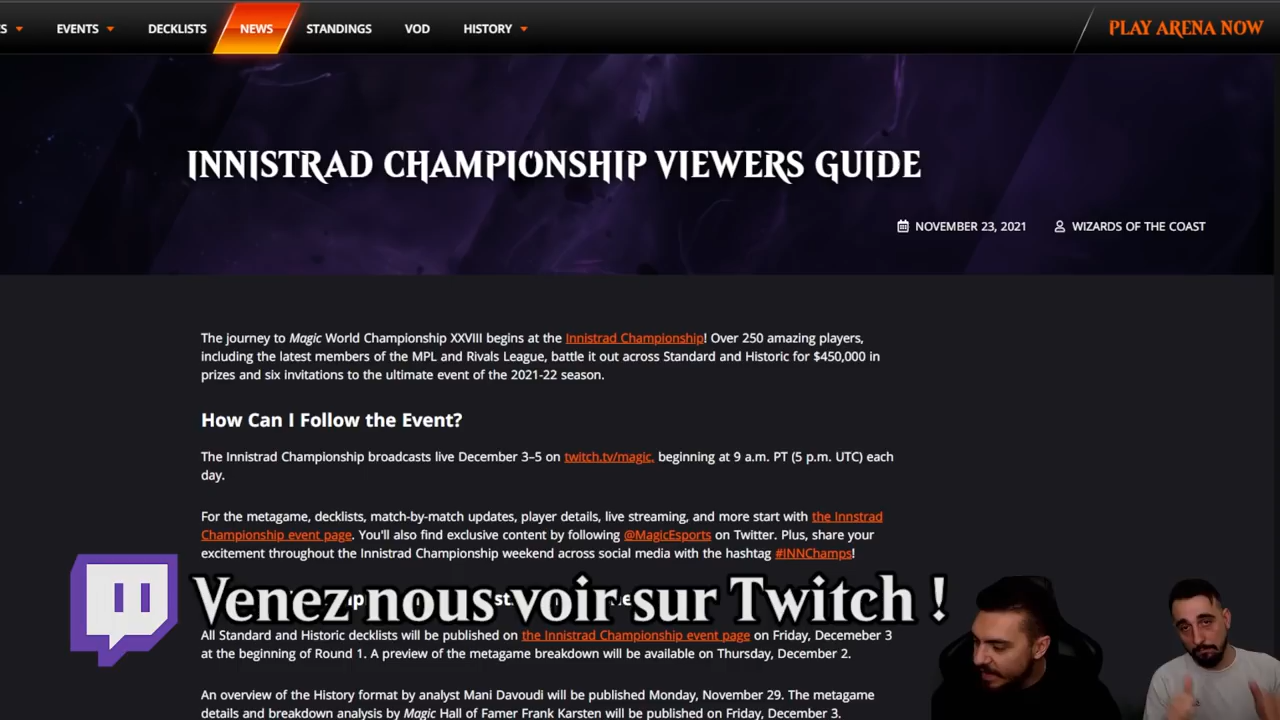 S EVENTS DECKLISTS NEWS STANDINGS VOD HISTORY PLAY ARENA NOW
INNISTRAD CHAMPIONSHIP VIEWERS GUIDE
NOVEMBER 23, 2021 WIZARDS OF THE COAST
The journey to Magic World Championship XXVIII begins at the Innistrad Championship! Over 250 amazing players,
including the latest members of the MPL and Rivals League, battle it out across Standard and Historic for $450,000 in
prizes and six invitations to the ultimate event of the 2021-22 season.
How Can I Follow the Event?
The Innistrad Championship broadcasts live December 3–5 on twitch.tv/magic, beginning at 9 a.m. PT (5 p.m. UTC) each
day.
For the metagame, decklists, match-by-match updates, player details, live streaming, and more start with the Innstrad
Championship event page. You'll also find exclusive content by following @MagicEsports on Twitter. Plus, share your
excitement throughout the Innistrad Championship weekend across social media with the hashtag #INNChamps!
Venez nous voir sur Twitch !
All Standard and Historic decklists will be published on the Innistrad Championship event page on Friday, Decemeber 3
at the beginning of Round 1. A preview of the metagame breakdown will be available on Thursday, December 2.
An overview of the History format by analyst Mani Davoudi will be published Monday, November 29. The metagame
details and breakdown analysis by Magic Hall of Famer Frank Karsten will be published on Friday, December 3.